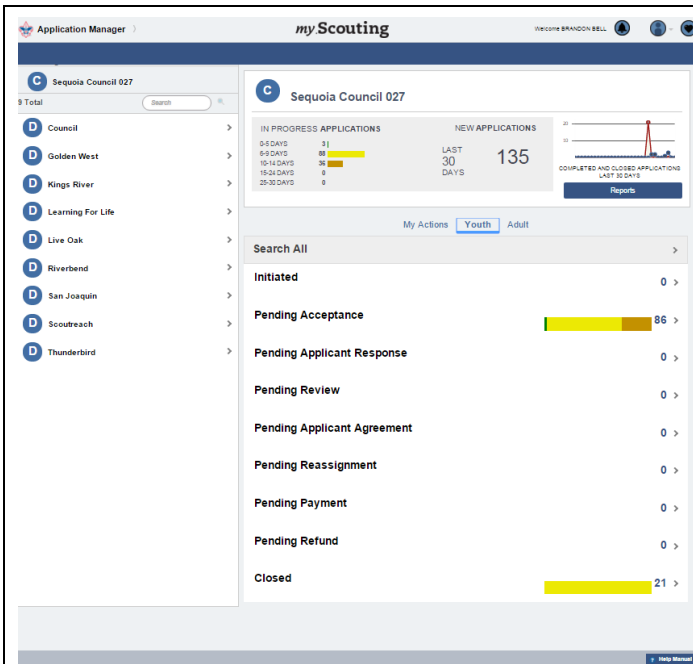 Application Manager
my.Scouting
Welcome BRANDON BELL
C Sequoia Council 027
9 Total
Search
D Council
D Golden West
D Kings River
D Learning For Life
D Live Oak
D Riverbend
D San Joaquin
D Scoutreach
D Thunderbird
C Sequoia Council 027
IN PROGRESS APPLICATIONS
0-5 DAYS 3
6-9 DAYS 88
10-14 DAYS 36
15-24 DAYS 0
25-30 DAYS 0
NEW APPLICATIONS
LAST 30 DAYS 135
20
10
COMPLETED AND CLOSED APPLICATIONS
LAST 30 DAYS
Reports
My Actions Youth Adult
Search All
Initiated 0
Pending Acceptance 86
Pending Applicant Response 0
Pending Review 0
Pending Applicant Agreement 0
Pending Reassignment 0
Pending Payment 0
Pending Refund 0
Closed 21
? Help Manual